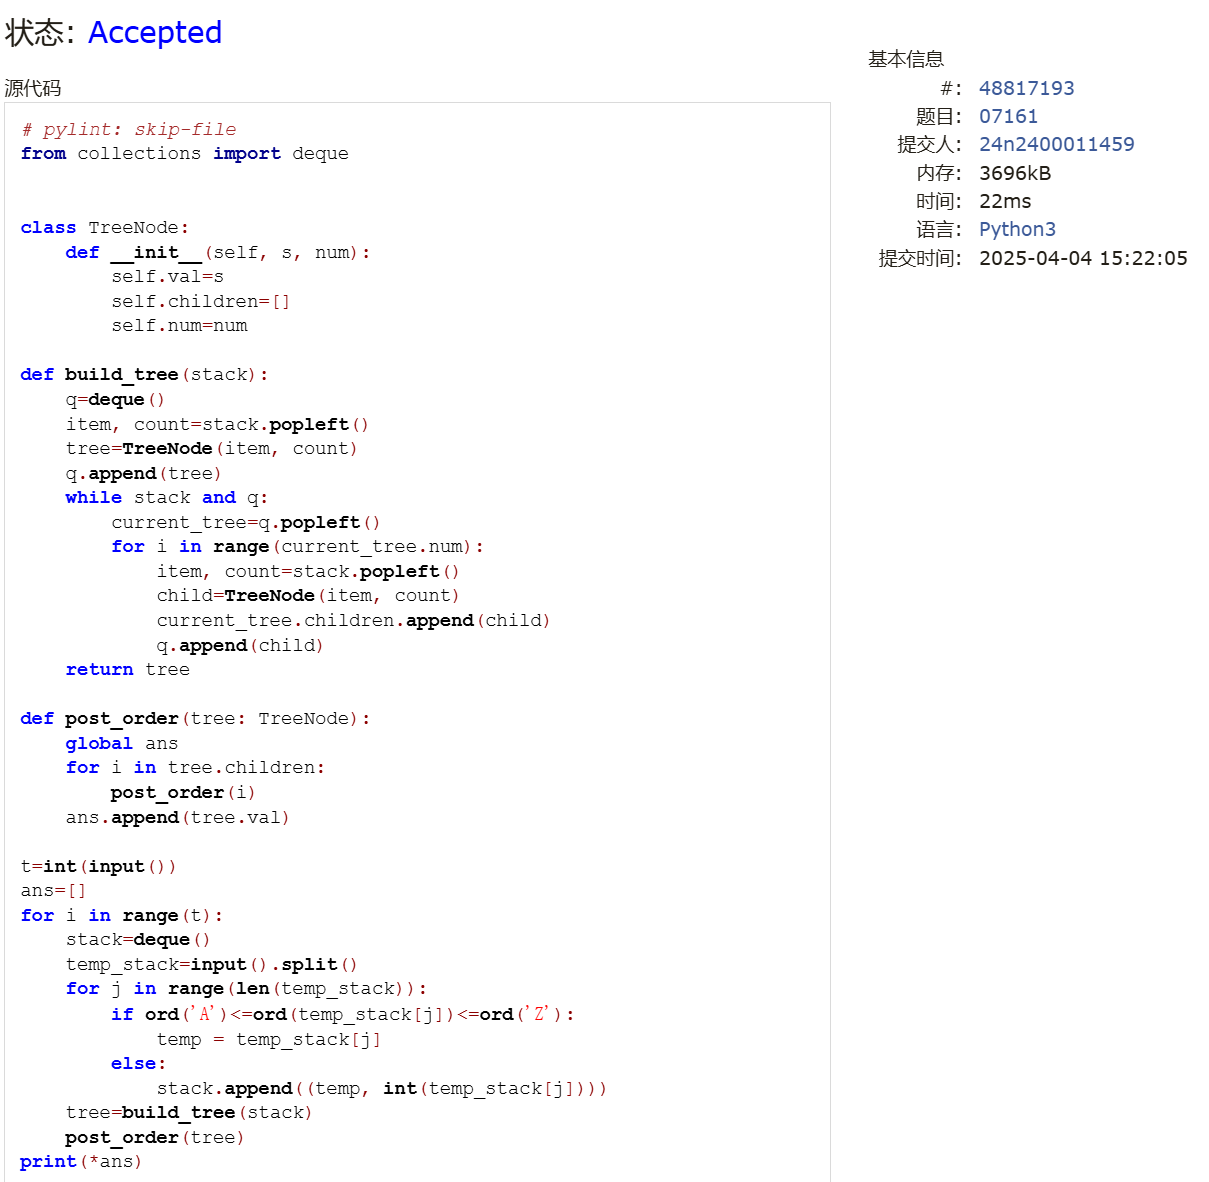 状态: Accepted
源代码
# pylint: skip-file
from collections import deque
class TreeNode:
    def __init__(self, s, num):
        self.val=s
        self.children=[]
        self.num=num
def build_tree(stack):
    q=deque()
    item, count=stack.popleft()
    tree=TreeNode(item, count)
    q.append(tree)
    while stack and q:
        current_tree=q.popleft()
        for i in range(current_tree.num):
            item, count=stack.popleft()
            child=TreeNode(item, count)
            current_tree.children.append(child)
            q.append(child)
    return tree
def post_order(tree: TreeNode):
    global ans
    for i in tree.children:
        post_order(i)
    ans.append(tree.val)
t=int(input())
ans=[]
for i in range(t):
    stack=deque()
    temp_stack=input().split()
    for j in range(len(temp_stack)):
        if ord('A')<=ord(temp_stack[j])<=ord('Z'):
            temp = temp_stack[j]
        else:
            stack.append((temp, int(temp_stack[j])))
    tree=build_tree(stack)
    post_order(tree)
print(*ans)
基本信息
#: 48817193
题目: 07161
提交人: 24n2400011459
内存: 3696kB
时间: 22ms
语言: Python3
提交时间: 2025-04-04 15:22:05